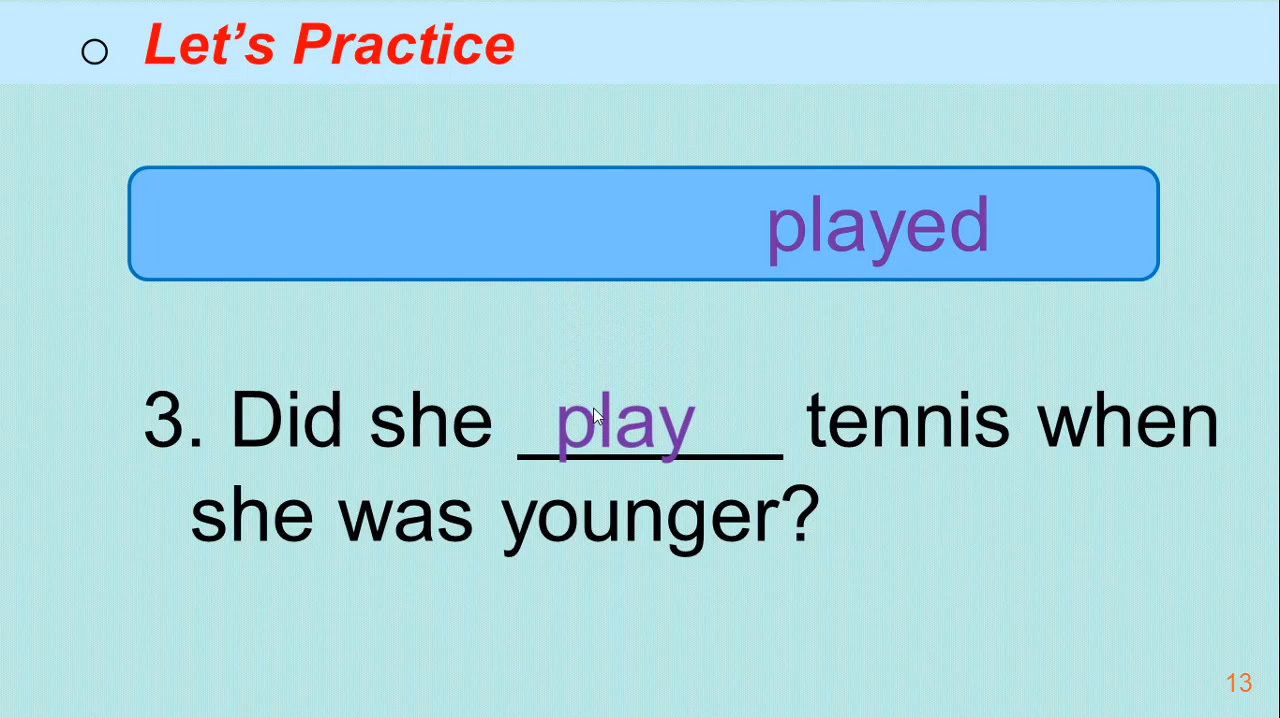 Let's Practice
played
3. Did she play tennis when
she was younger?
13